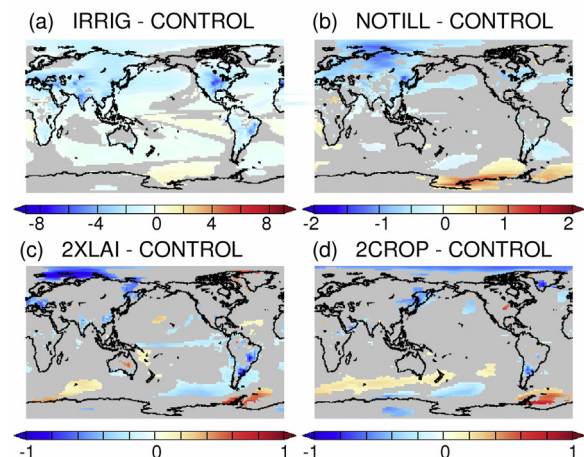 (a) IRRIG - CONTROL
(b) NOTILL - CONTROL
-8 -4 0 4 8
-2 -1 0 1 2
(c) 2XLAI - CONTROL
(d) 2CROP - CONTROL
-1 0 1
-1 0 1